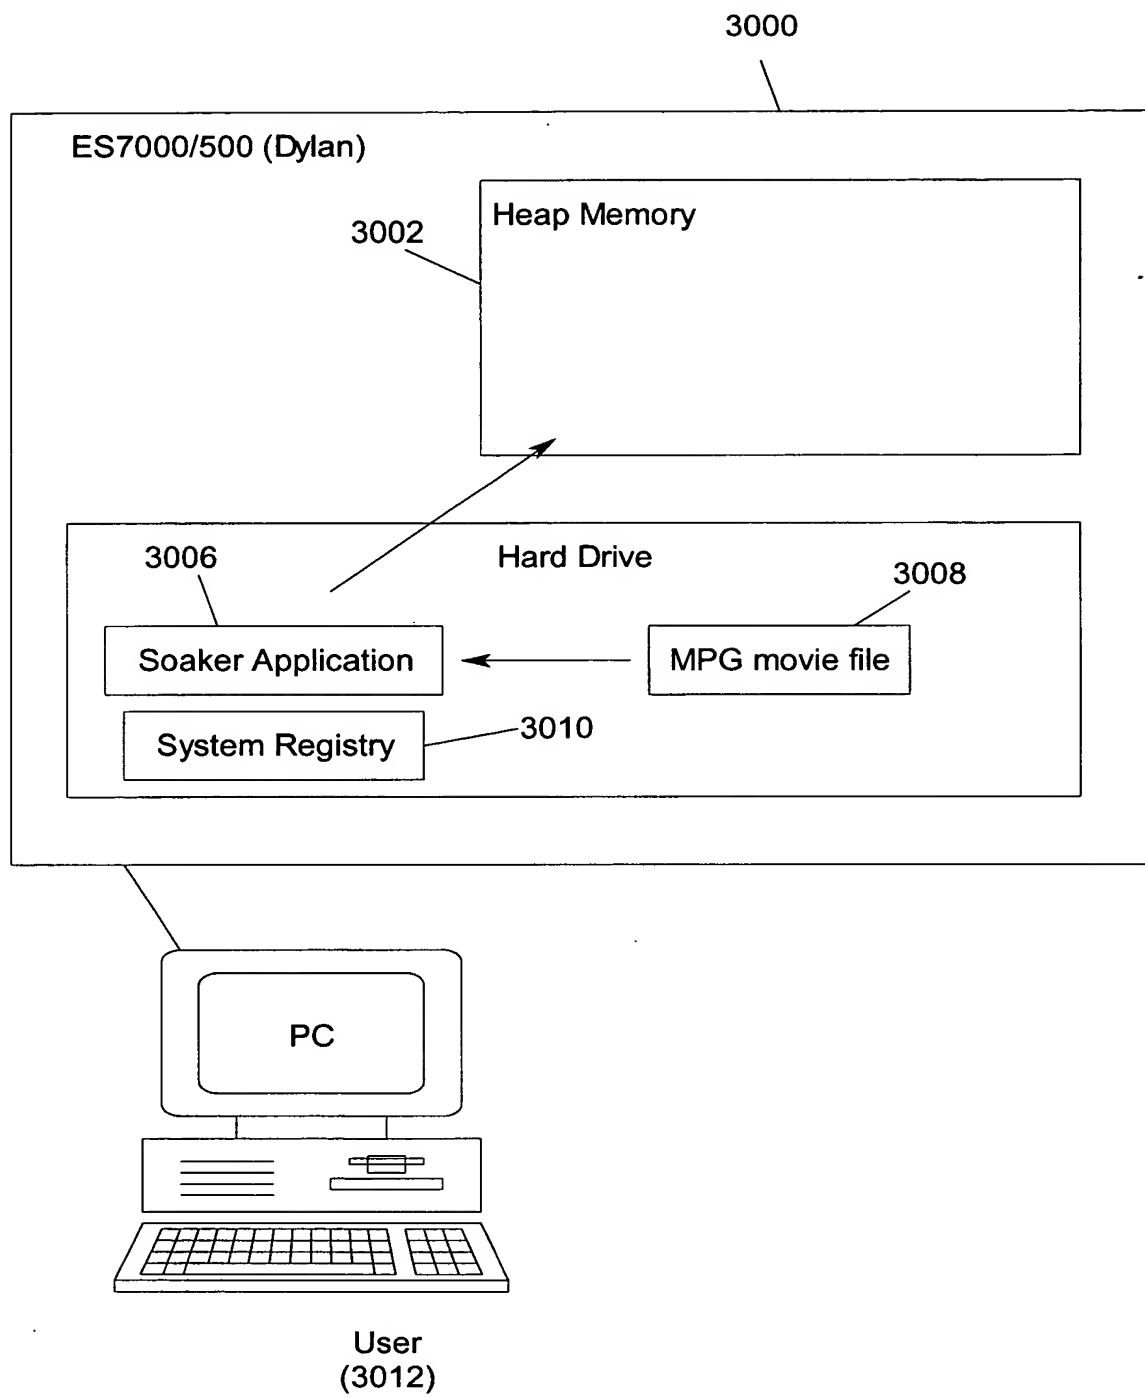 3000
ES7000/500 (Dylan)
Heap Memory
3002
Hard Drive
3006
3008
Soaker Application
MPG movie file
System Registry
3010
PC
User
(3012)